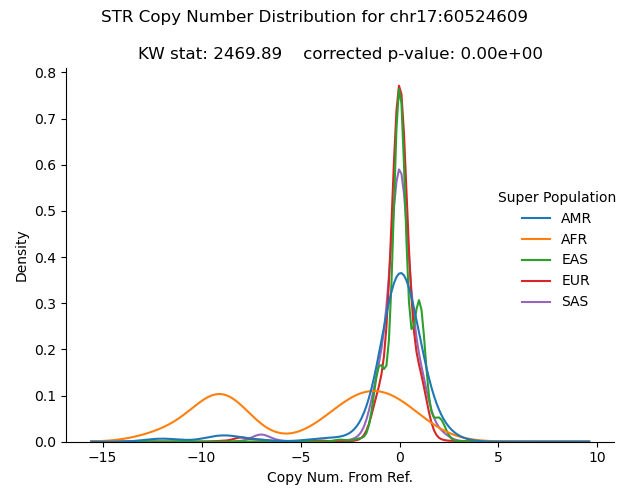 STR Copy Number Distribution for chr17:60524609
KW stat: 2469.89    corrected p-value: 0.00e+00
0.8
0.7
0.6
0.5
0.4
0.3
0.2
0.1
0.0
Density
−15
−10
−5
0
5
10
Copy Num. From Ref.
Super Population
AMR
AFR
EAS
EUR
SAS